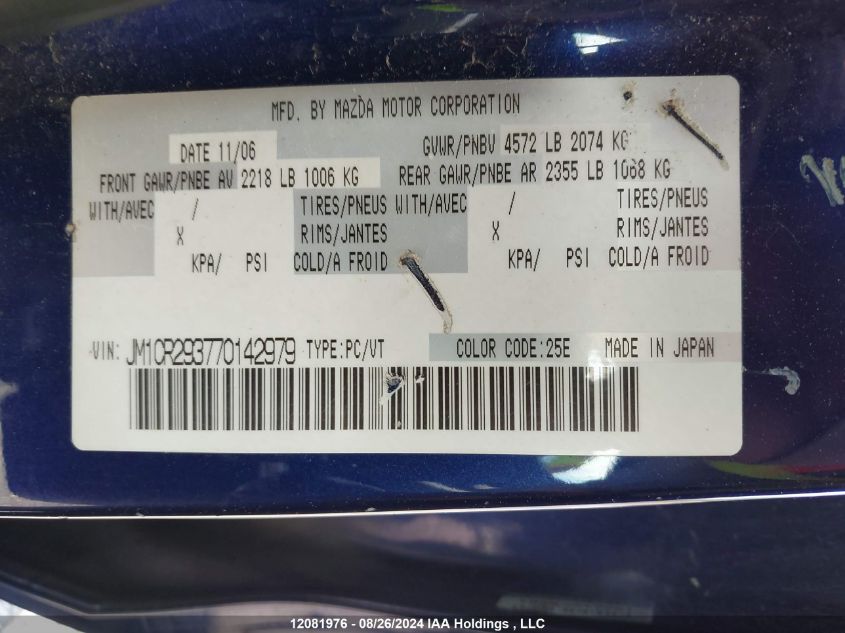 MFD. BY MAZDA MOTOR CORPORATION
DATE 11/06 GVWR/PNBV 4572 LB 2074 KG
FRONT GAWR/PNBE AV 2218 LB 1006 KG REAR GAWR/PNBE AR 2355 LB 1068 KG
WITH/AVEC / TIRES/PNEUS WITH/AVEC / TIRES/PNEUS
X RIMS/JANTES X RIMS/JANTES
KPA/ PSI COLD/A FROID KPA/ PSI COLD/A FROID
VIN: JM1CR293770142979 TYPE:PC/VT COLOR CODE:25E MADE IN JAPAN
12081976 - 08/26/2024 IAA Holdings , LLC